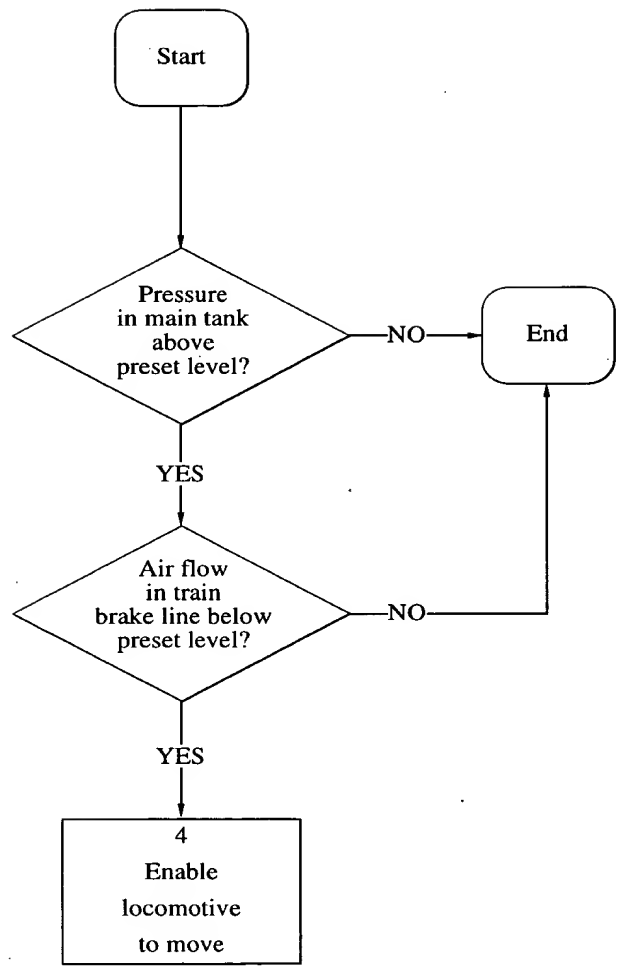 Start
Pressure
in main tank
above
preset level?
NO
End
YES
Air flow
in train
brake line below
preset level?
NO
YES
4
Enable
locomotive
to move